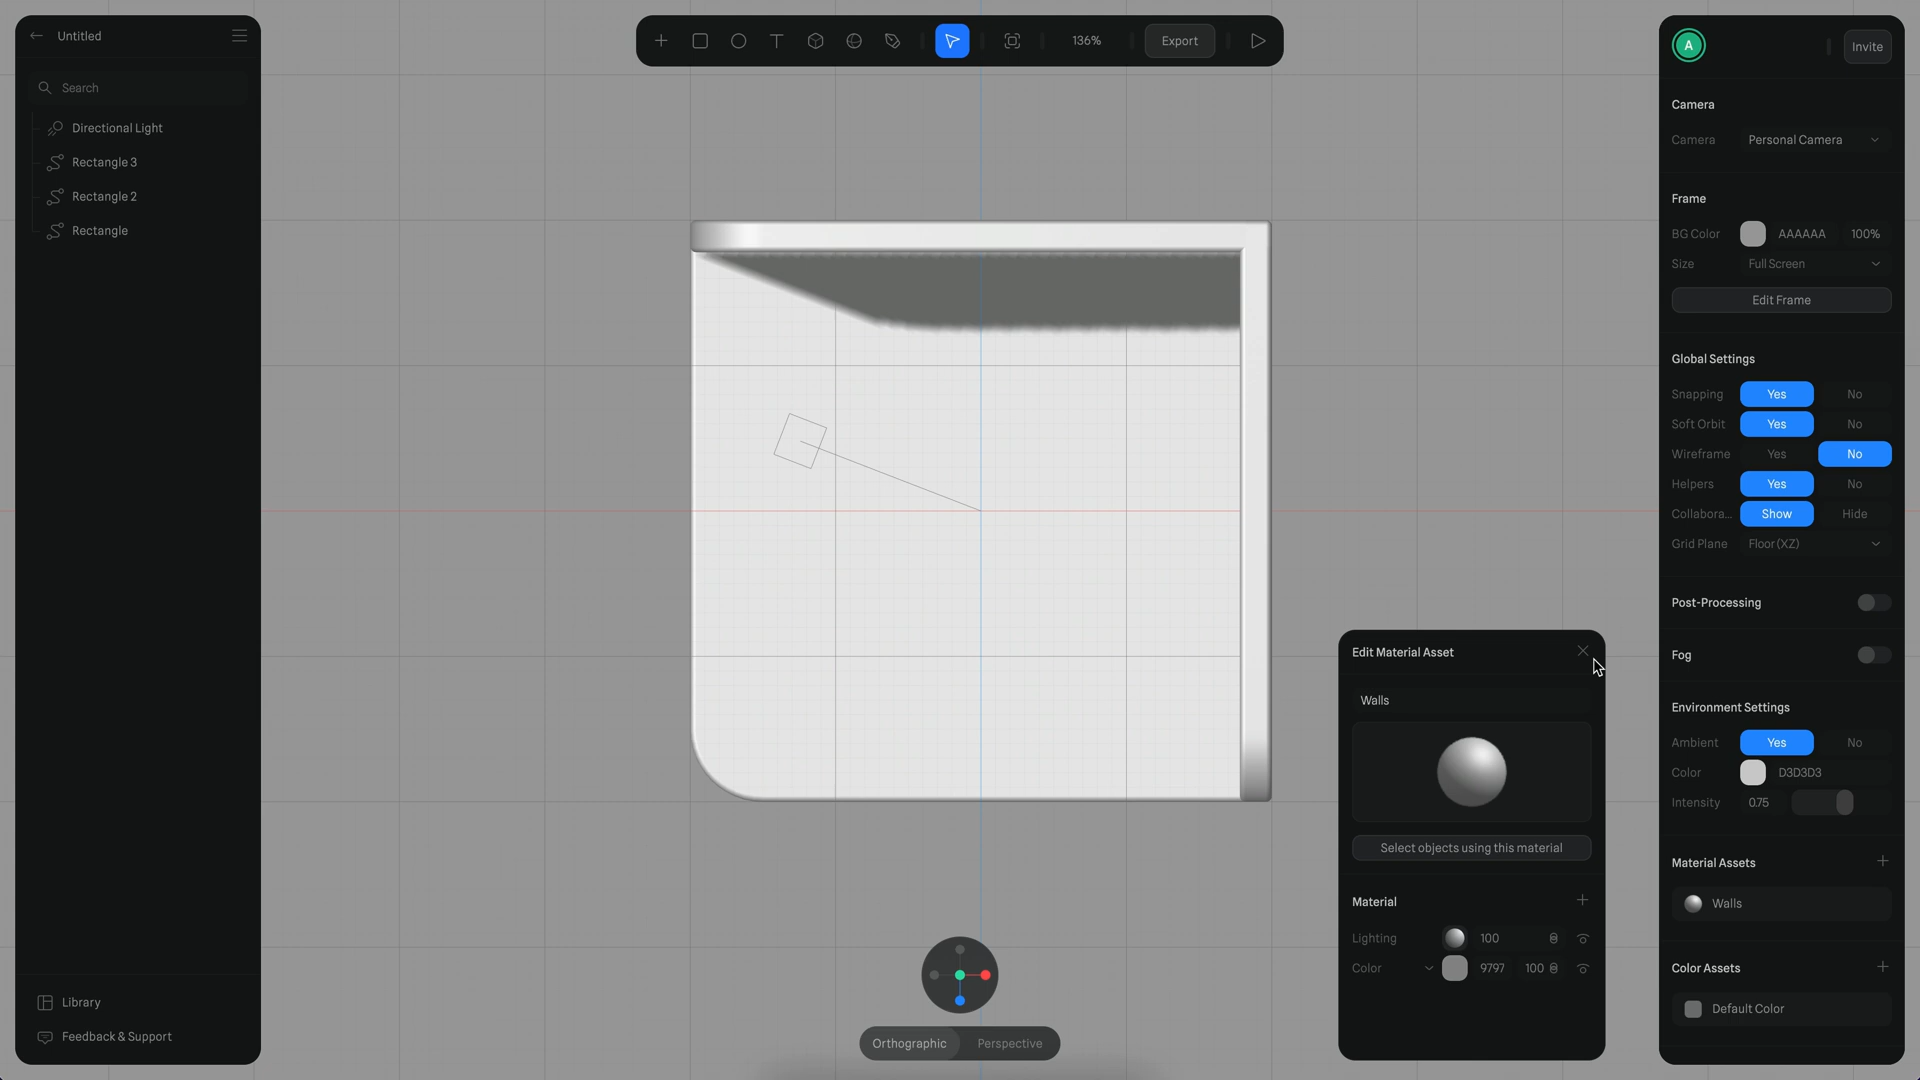 Untitled
Search
Directional Light
Rectangle 3
Rectangle 2
Rectangle
Library
Feedback & Support
136%
Export
Orthographic
Perspective
Edit Material Asset
Walls
Select objects using this material
Material
Lighting 100
Color 9797 100
A
Invite
Camera
Camera Personal Camera
Frame
BG Color AAAAAA 100%
Size Full Screen
Edit Frame
Global Settings
Snapping Yes No
Soft Orbit Yes No
Wireframe Yes No
Helpers Yes No
Collabora... Show Hide
Grid Plane Floor (XZ)
Post-Processing
Fog
Environment Settings
Ambient Yes No
Color D3D3D3
Intensity 0.75
Material Assets
Walls
Color Assets
Default Color